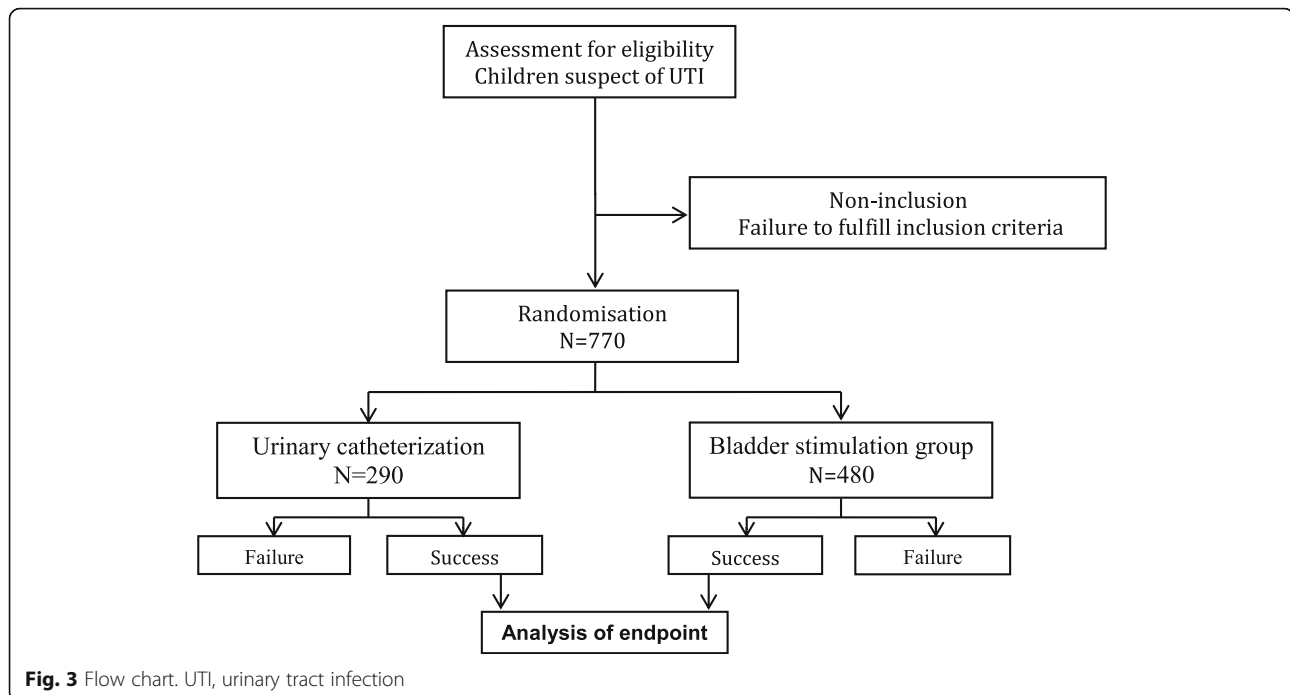 Assessment for eligibility
Children suspect of UTI
Non-inclusion
Failure to fulfill inclusion criteria
Randomisation
N=770
Urinary catheterization
N=290
Bladder stimulation group
N=480
Failure
Success
Success
Failure
Analysis of endpoint
Fig. 3 Flow chart. UTI, urinary tract infection